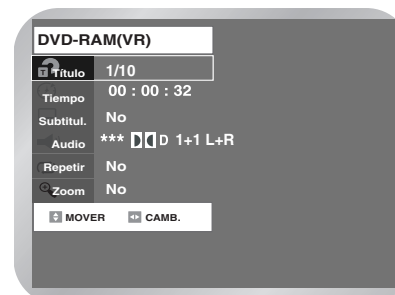 DVD-RAM(VR)
Título 1/10
Tiempo 00 : 00 : 32
Subtitul. No
Audio *** D 1+1 L+R
Repetir No
Zoom No
MOVER CAMB.